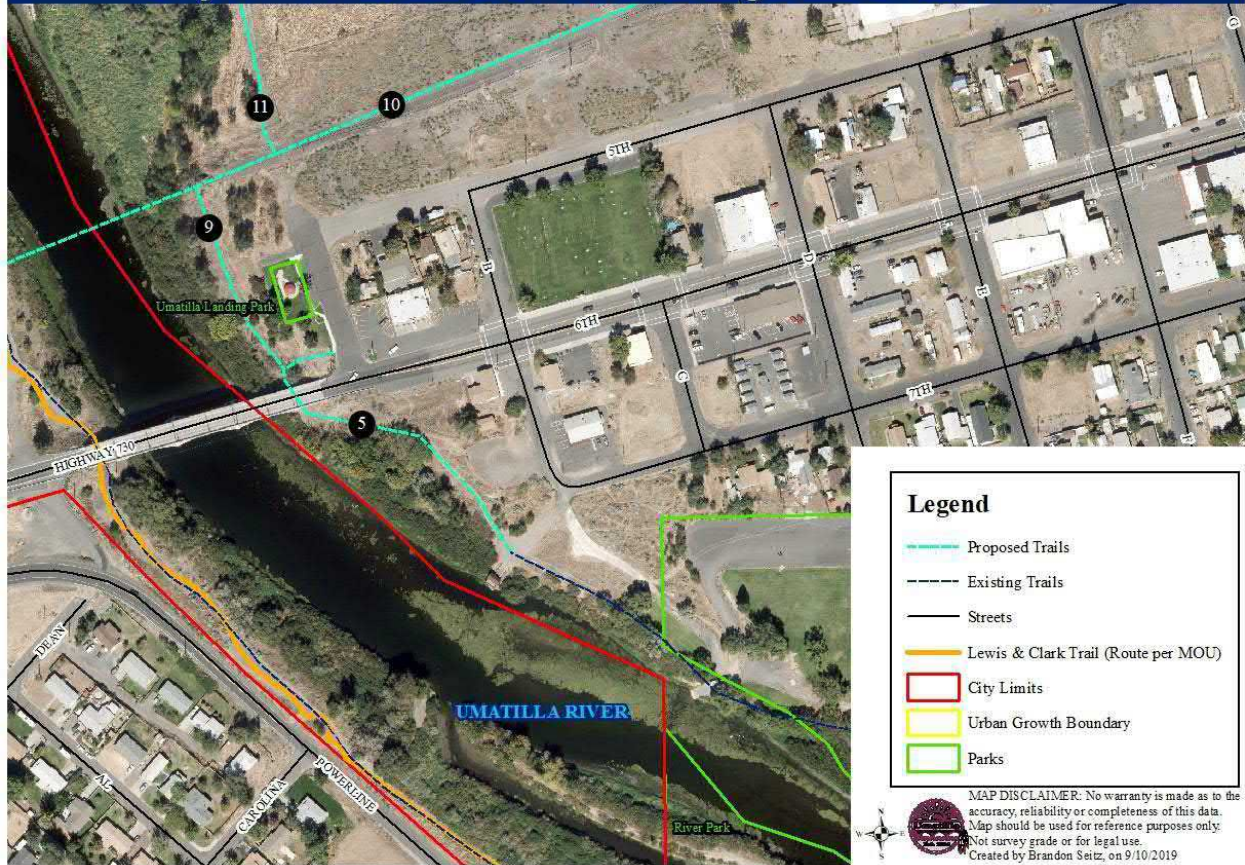 11
10
9
5
5TH
6TH
7TH
B
C
D
E
F
G
Umatilla Landing Park
HIGHWAY 730
DEAN
AL
CAROLINA
POWERLINE
UMATILLA RIVER
River Park
Legend
Proposed Trails
Existing Trails
Streets
Lewis & Clark Trail (Route per MOU)
City Limits
Urban Growth Boundary
Parks
N
W E
S
MAP DISCLAIMER: No warranty is made as to the
accuracy, reliability or completeness of this data.
Map should be used for reference purposes only.
Not survey grade or for legal use.
Created by Brandon Seitz, on 9/10/2019